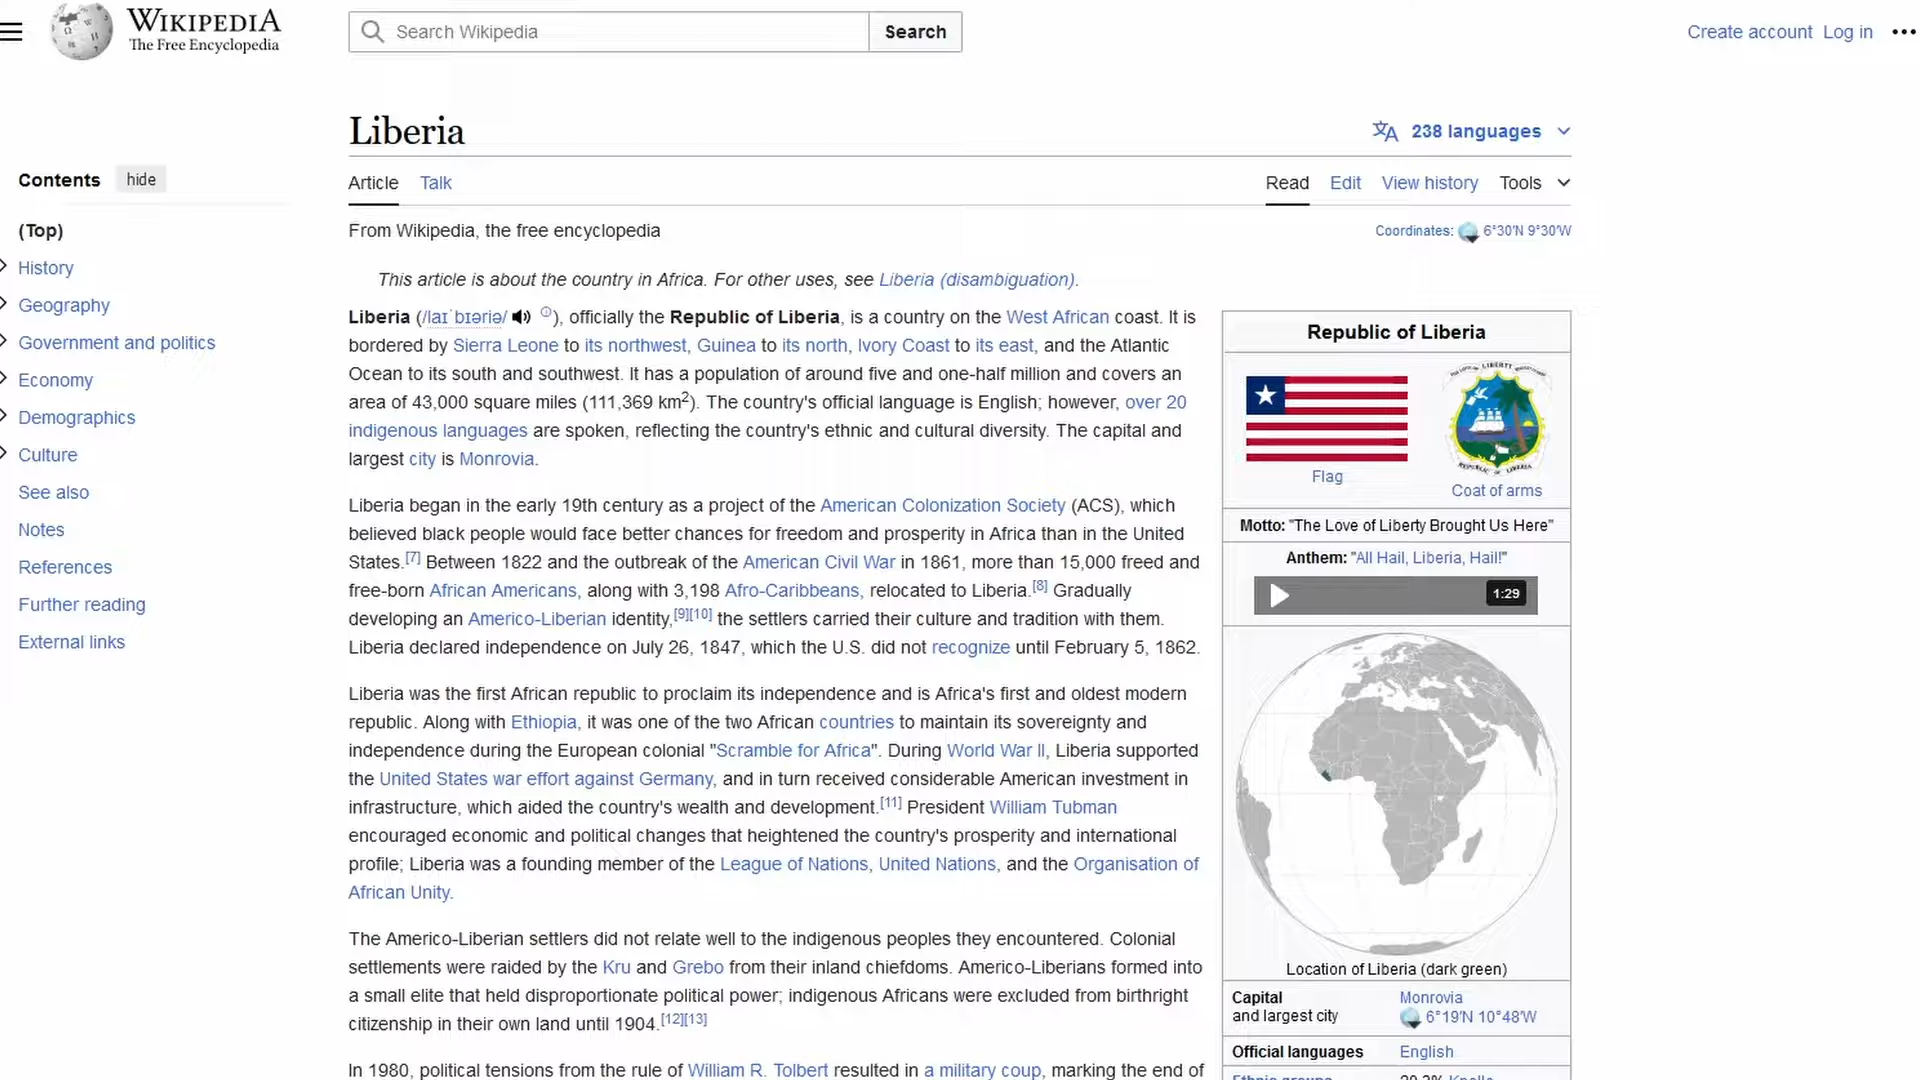 WIKIPEDIA
The Free Encyclopedia
Search Wikipedia
Search
Create account Log in
Contents hide
(Top)
History
Geography
Government and politics
Economy
Demographics
Culture
See also
Notes
References
Further reading
External links
Liberia
238 languages
Article Talk
Read Edit View history Tools
From Wikipedia, the free encyclopedia
Coordinates: 6°30′N 9°30′W
This article is about the country in Africa. For other uses, see Liberia (disambiguation).
Liberia (/laɪˈbɪəriə/ ), officially the Republic of Liberia, is a country on the West African coast. It is
bordered by Sierra Leone to its northwest, Guinea to its north, Ivory Coast to its east, and the Atlantic
Ocean to its south and southwest. It has a population of around five and one-half million and covers an
area of 43,000 square miles (111,369 km²). The country's official language is English; however, over 20
indigenous languages are spoken, reflecting the country's ethnic and cultural diversity. The capital and
largest city is Monrovia.
Liberia began in the early 19th century as a project of the American Colonization Society (ACS), which
believed black people would face better chances for freedom and prosperity in Africa than in the United
States.[7] Between 1822 and the outbreak of the American Civil War in 1861, more than 15,000 freed and
free-born African Americans, along with 3,198 Afro-Caribbeans, relocated to Liberia.[8] Gradually
developing an Americo-Liberian identity,[9][10] the settlers carried their culture and tradition with them.
Liberia declared independence on July 26, 1847, which the U.S. did not recognize until February 5, 1862.
Liberia was the first African republic to proclaim its independence and is Africa's first and oldest modern
republic. Along with Ethiopia, it was one of the two African countries to maintain its sovereignty and
independence during the European colonial "Scramble for Africa". During World War II, Liberia supported
the United States war effort against Germany, and in turn received considerable American investment in
infrastructure, which aided the country's wealth and development.[11] President William Tubman
encouraged economic and political changes that heightened the country's prosperity and international
profile; Liberia was a founding member of the League of Nations, United Nations, and the Organisation of
African Unity.
The Americo-Liberian settlers did not relate well to the indigenous peoples they encountered. Colonial
settlements were raided by the Kru and Grebo from their inland chiefdoms. Americo-Liberians formed into
a small elite that held disproportionate political power; indigenous Africans were excluded from birthright
citizenship in their own land until 1904.[12][13]
In 1980, political tensions from the rule of William R. Tolbert resulted in a military coup, marking the end of
Republic of Liberia
Flag
REPUBLIC OF LIBERIA
Coat of arms
Motto: "The Love of Liberty Brought Us Here"
Anthem: "All Hail, Liberia, Hail!"
1:29
Location of Liberia (dark green)
Capital
and largest city
Monrovia
6°19′N 10°48′W
Official languages English